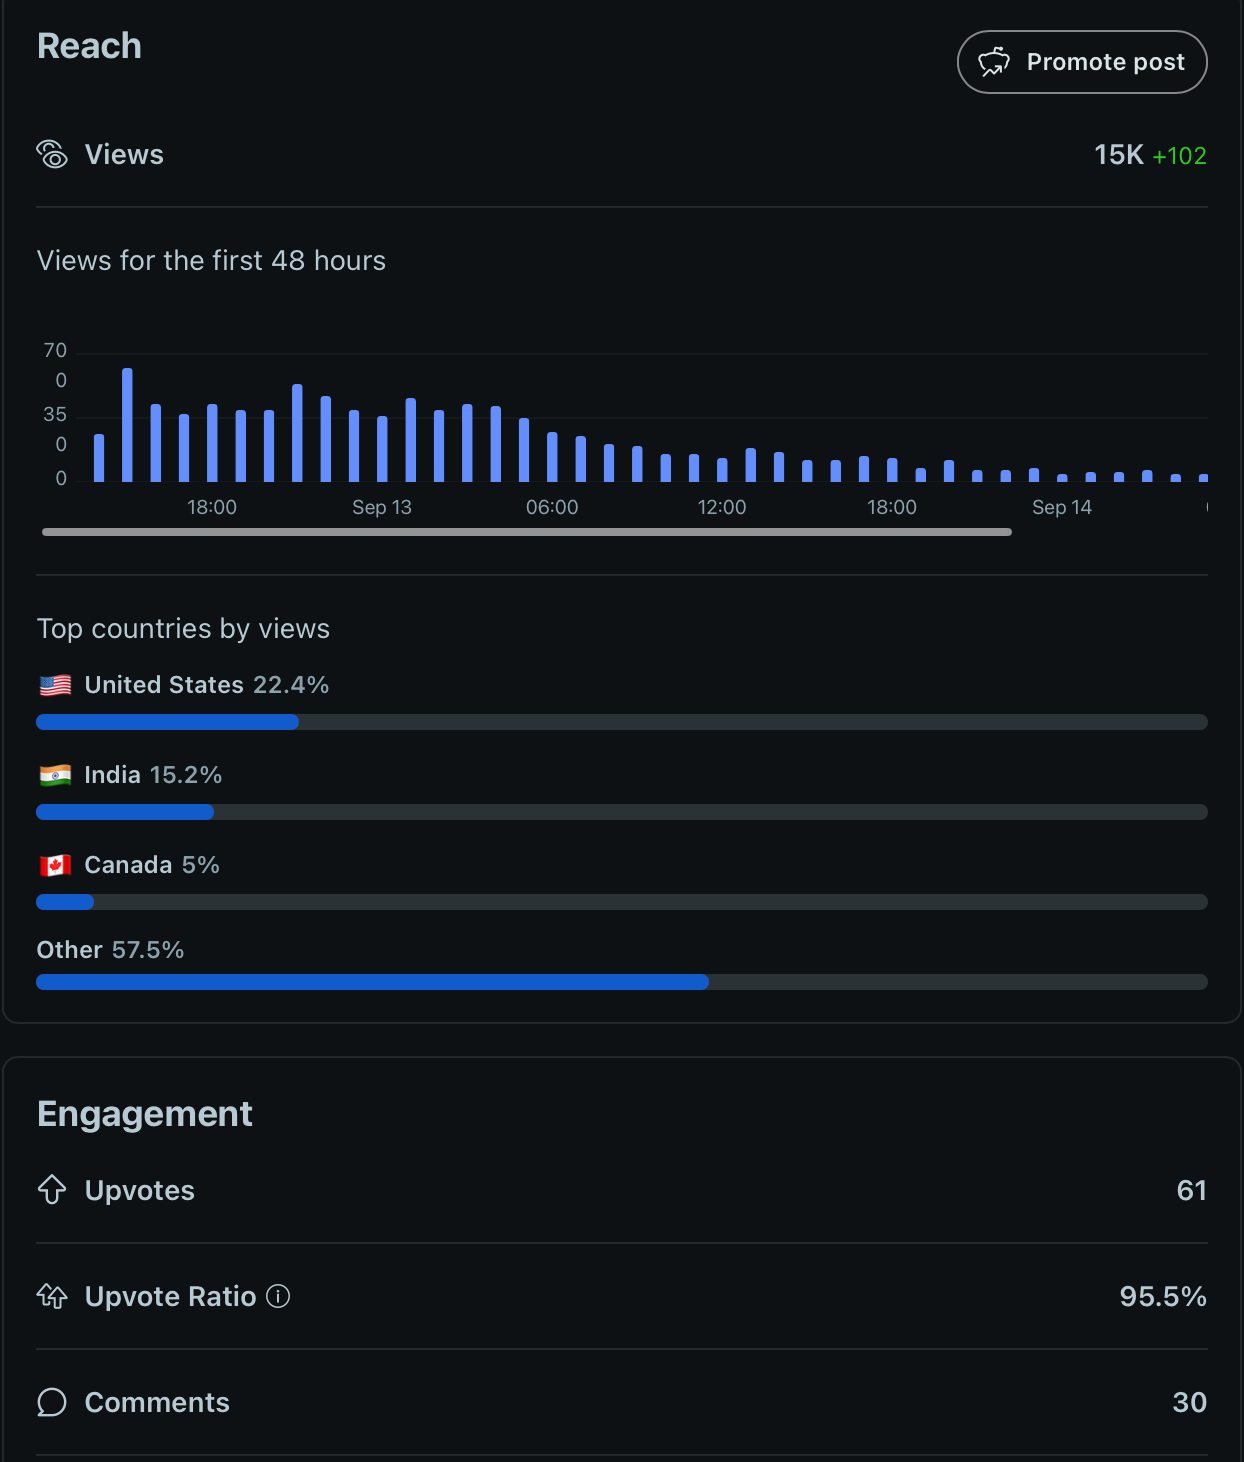 Reach
Promote post
Views
15K +102
Views for the first 48 hours
70
0
35
0
0
18:00 Sep 13 06:00 12:00 18:00 Sep 14
Top countries by views
United States 22.4%
India 15.2%
Canada 5%
Other 57.5%
Engagement
Upvotes
61
Upvote Ratio
95.5%
Comments
30